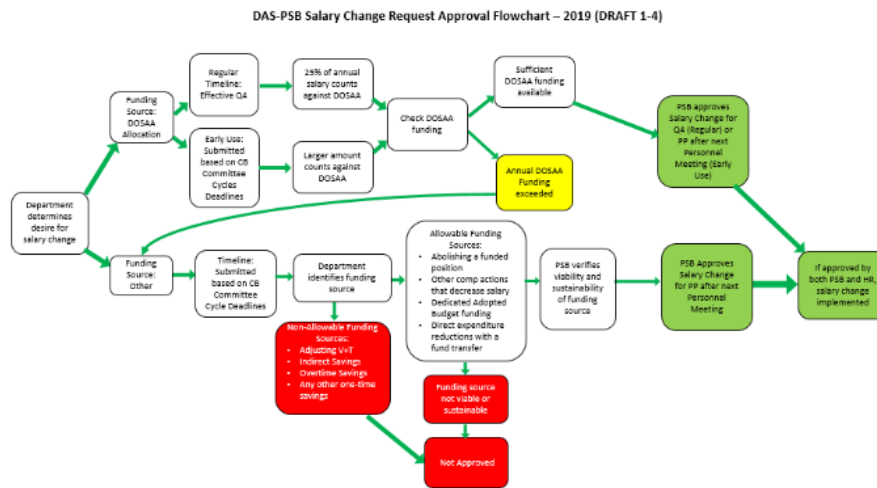 DAS-PSB Salary Change Request Approval Flowchart – 2019 (DRAFT 1-4)
Regular
Timeline:
Effective Q4
25% of annual
salary counts
against DOSAA
Sufficient
DOSAA funding
available
Funding
Source:
DOSAA
Allocation
Check DOSAA
funding
PSB approves
Salary Change for
Q4 (Regular) or
PP after next
Personnel
Meeting (Early
Use)
Early Use:
Submitted
based on CB
Committee
Cycles
Deadlines
Larger amount
counts against
DOSAA
Annual DOSAA
Funding
exceeded
Department
determines
desire for
salary change
Funding
Source:
Other
Timeline:
Submitted
based on CB
Committee
Cycle Deadlines
Department
identifies funding
source
Allowable Funding
Sources:
• Abolishing a funded
position
• Other comp actions
that decrease salary
• Dedicated Adopted
Budget funding
• Direct expenditure
reductions with a
fund transfer
PSB verifies
viability and
sustainability
of funding
source
PSB Approves
Salary Change
for PP after next
Personnel
Meeting
If approved by
both PSB and HR,
salary change
implemented
Non-Allowable Funding
Sources:
• Adjusting V+T
• Indirect Savings
• Overtime Savings
• Any other one-time
savings
Funding source
not viable or
sustainable
Not Approved